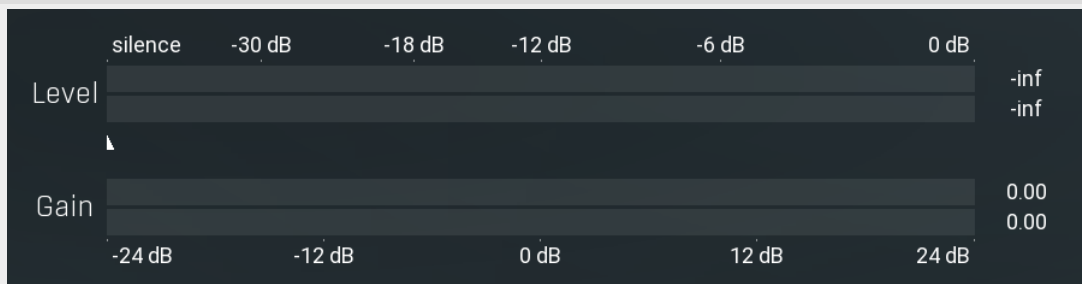 silence -30 dB -18 dB -12 dB -6 dB 0 dB
Level -inf
-inf
Gain 0.00
0.00
-24 dB -12 dB 0 dB 12 dB 24 dB